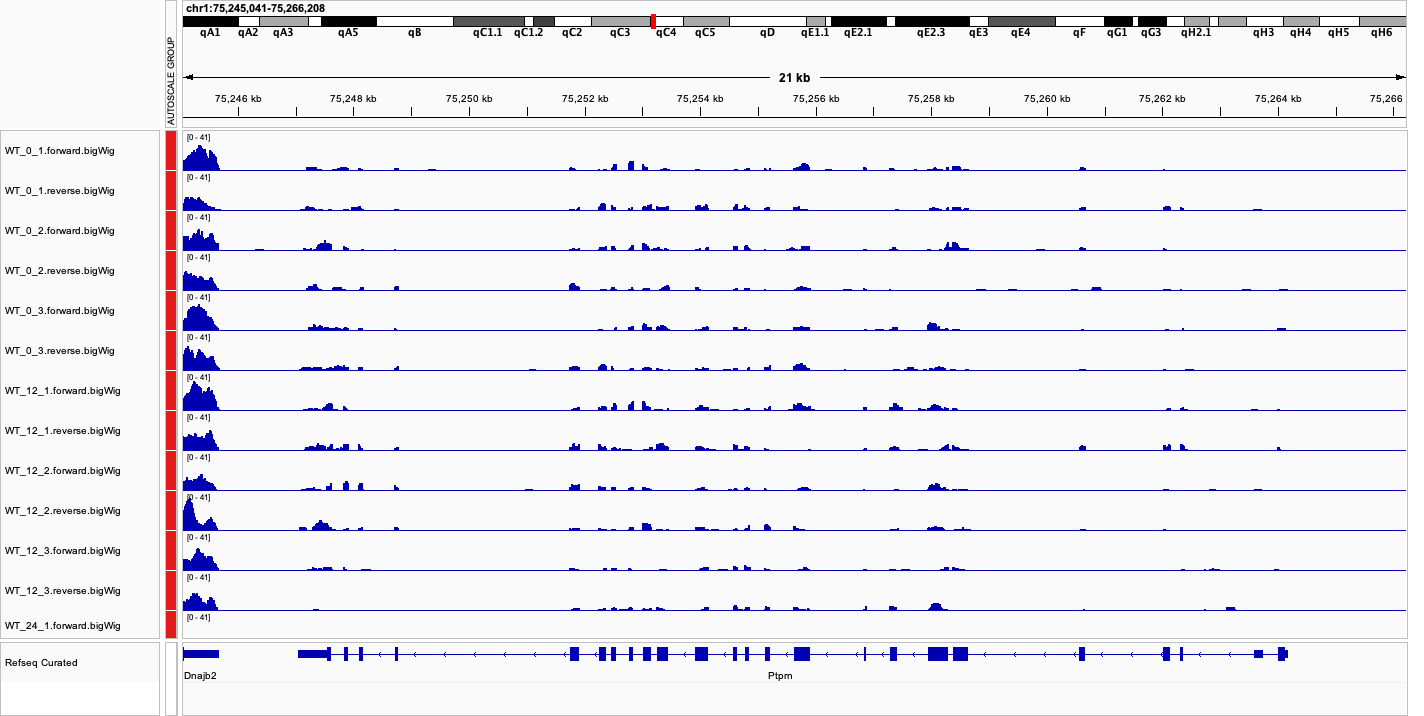 chr1:75,245,041-75,266,208
qA1 qA2 qA3 qA5 qB qC1.1 qC1.2 qC2 qC3 qC4 qC5 qD qE1.1 qE2.1 qE2.3 qE3 qE4 qF qG1 qG3 qH2.1 qH3 qH4 qH5 qH6
AUTOSCALE GROUP
21 kb
75,246 kb 75,248 kb 75,250 kb 75,252 kb 75,254 kb 75,256 kb 75,258 kb 75,260 kb 75,262 kb 75,264 kb 75,266
[0 - 41]
WT_0_1.forward.bigWig
[0 - 41]
WT_0_1.reverse.bigWig
[0 - 41]
WT_0_2.forward.bigWig
[0 - 41]
WT_0_2.reverse.bigWig
[0 - 41]
WT_0_3.forward.bigWig
[0 - 41]
WT_0_3.reverse.bigWig
[0 - 41]
WT_12_1.forward.bigWig
[0 - 41]
WT_12_1.reverse.bigWig
[0 - 41]
WT_12_2.forward.bigWig
[0 - 41]
WT_12_2.reverse.bigWig
[0 - 41]
WT_12_3.forward.bigWig
[0 - 41]
WT_12_3.reverse.bigWig
[0 - 41]
WT_24_1.forward.bigWig
Refseq Curated
Dnajb2 Ptprn